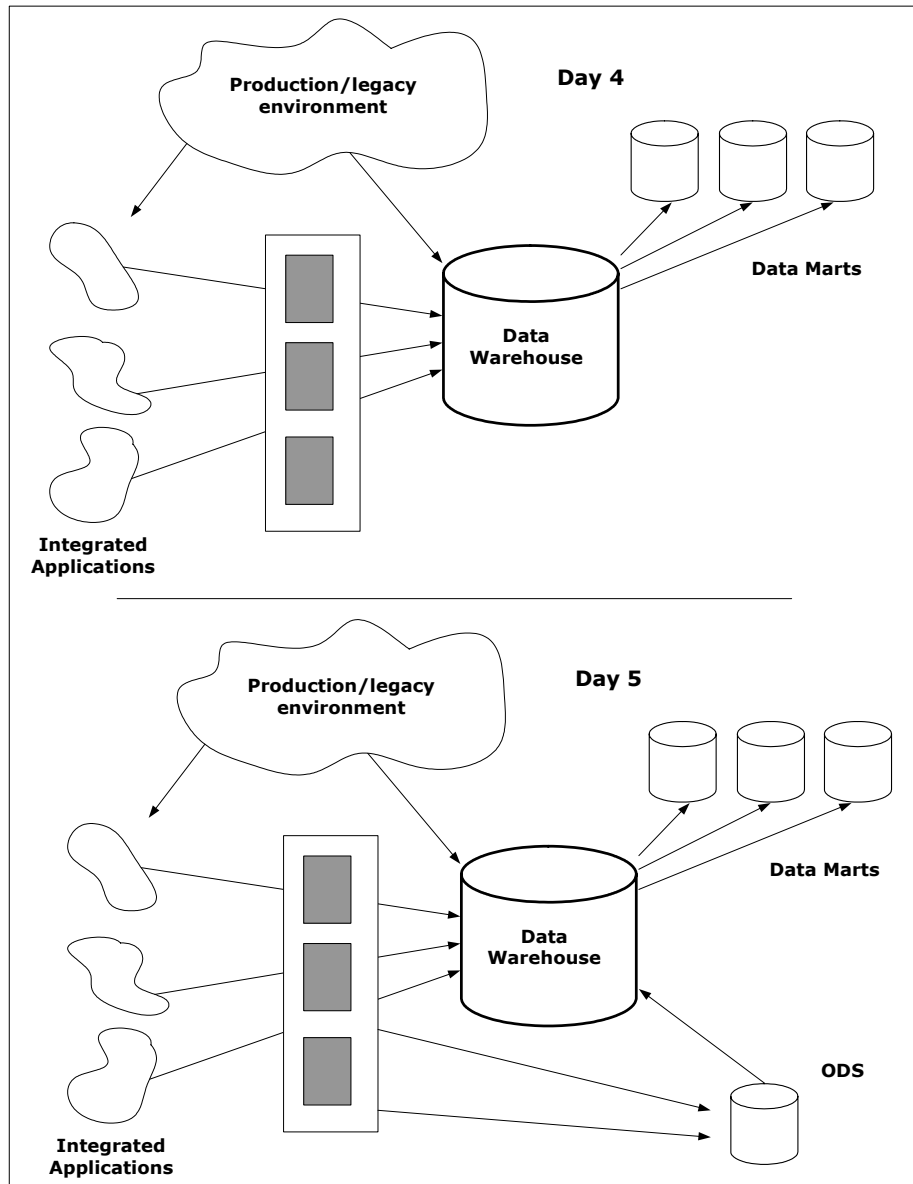 Production/legacy
environment
Day 4
Data Marts
Data
Warehouse
Integrated
Applications
Production/legacy
environment
Day 5
Data Marts
Data
Warehouse
ODS
Integrated
Applications